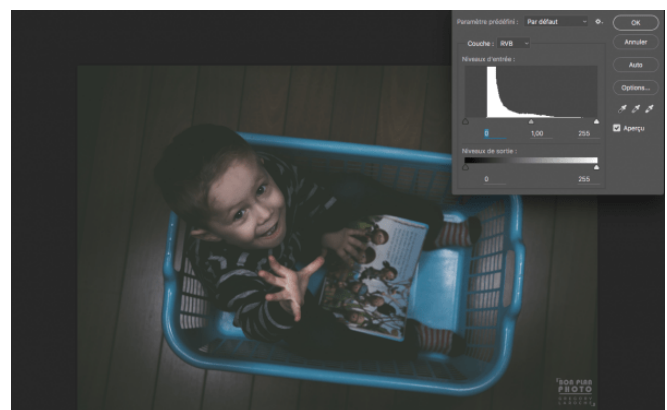 Paramètre prédéfini : Par défaut
OK
Couche : RVB
Annuler
Niveaux d'entrée :
Auto
Options...
Aperçu
0 1,00 255
Niveaux de sortie :
0 255
PHOTO